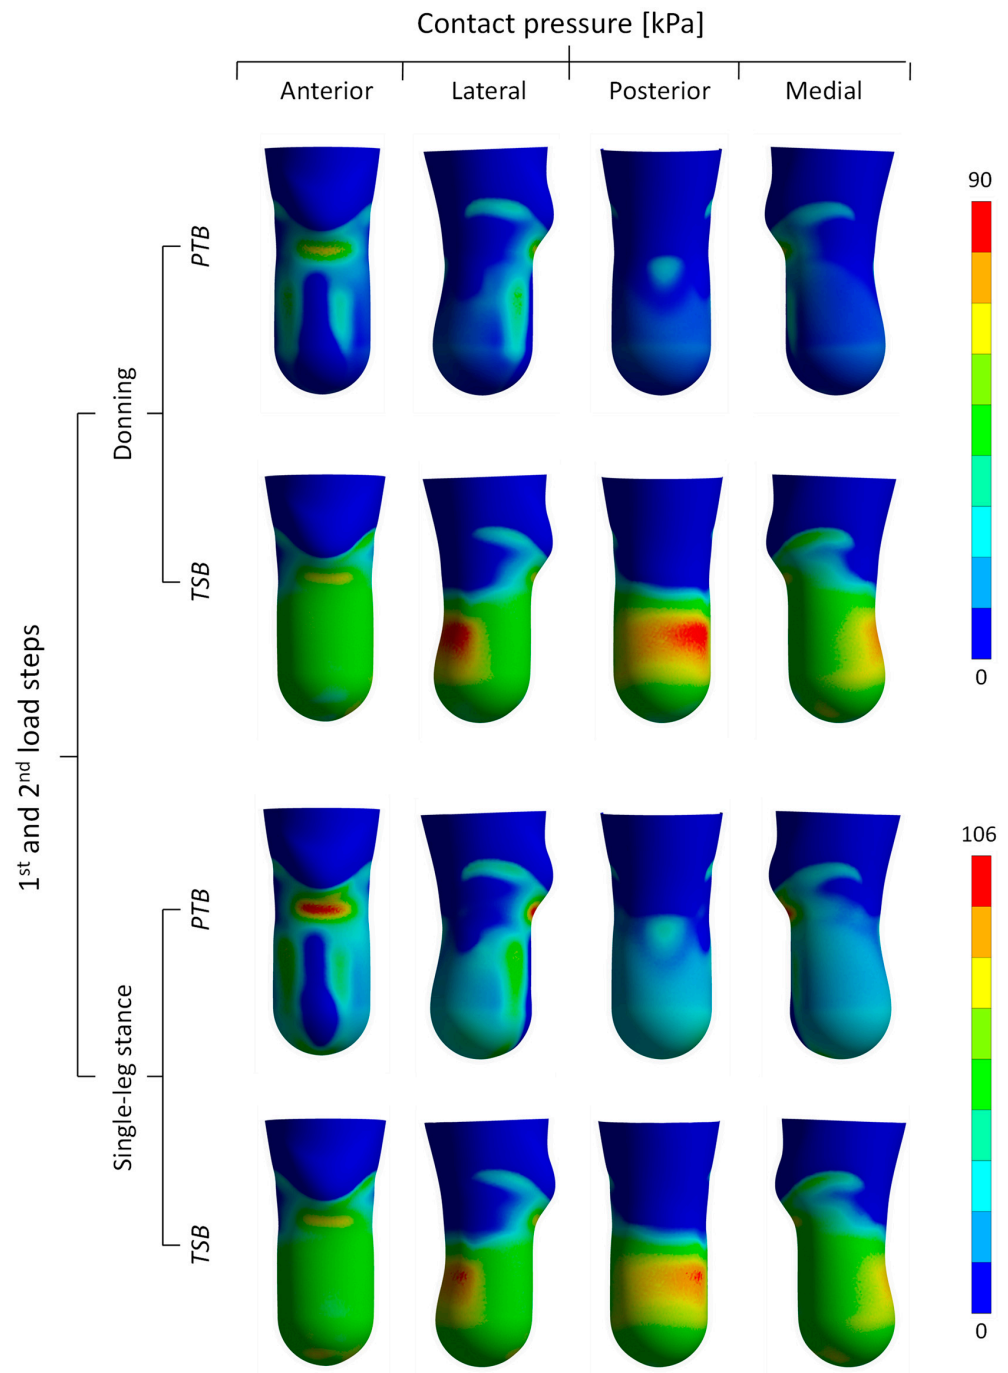 Contact pressure [kPa]
Anterior
Lateral
Posterior
Medial
90
0
106
0
1st and 2nd load steps
Donning
PTB
TSB
Single-leg stance
PTB
TSB